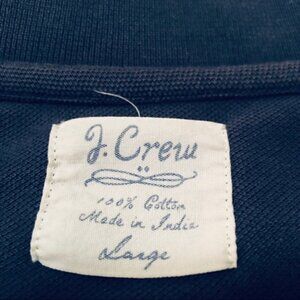 J. Crew
100% Cotton
Made in India
Large